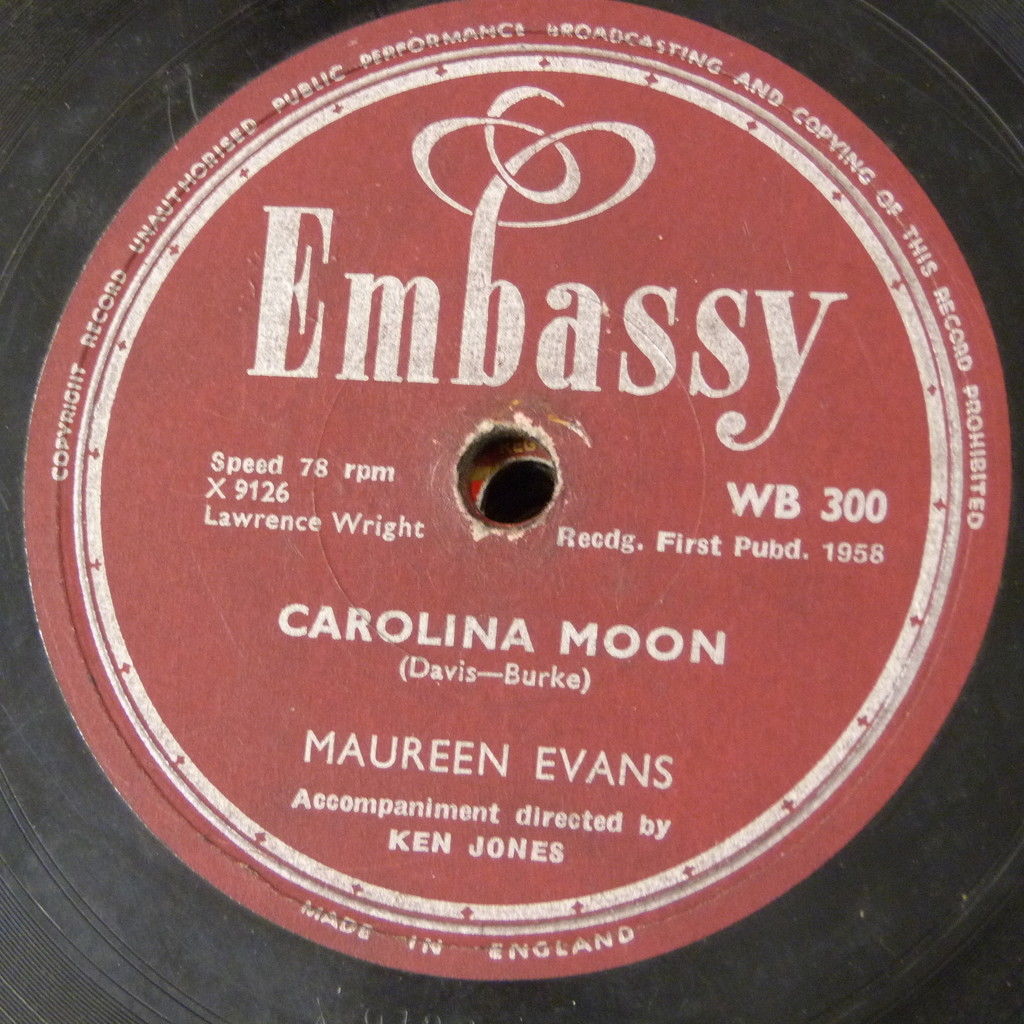 COPYRIGHT RECORD UNAUTHORISED PUBLIC PERFORMANCE BROADCASTING AND COPYING OF THIS RECORD PROHIBITED
Embassy
Speed 78 rpm
X 9126
Lawrence Wright
WB 300
Recdg. First Pubd. 1958
CAROLINA MOON
(Davis—Burke)
MAUREEN EVANS
Accompaniment directed by
KEN JONES
MADE IN ENGLAND